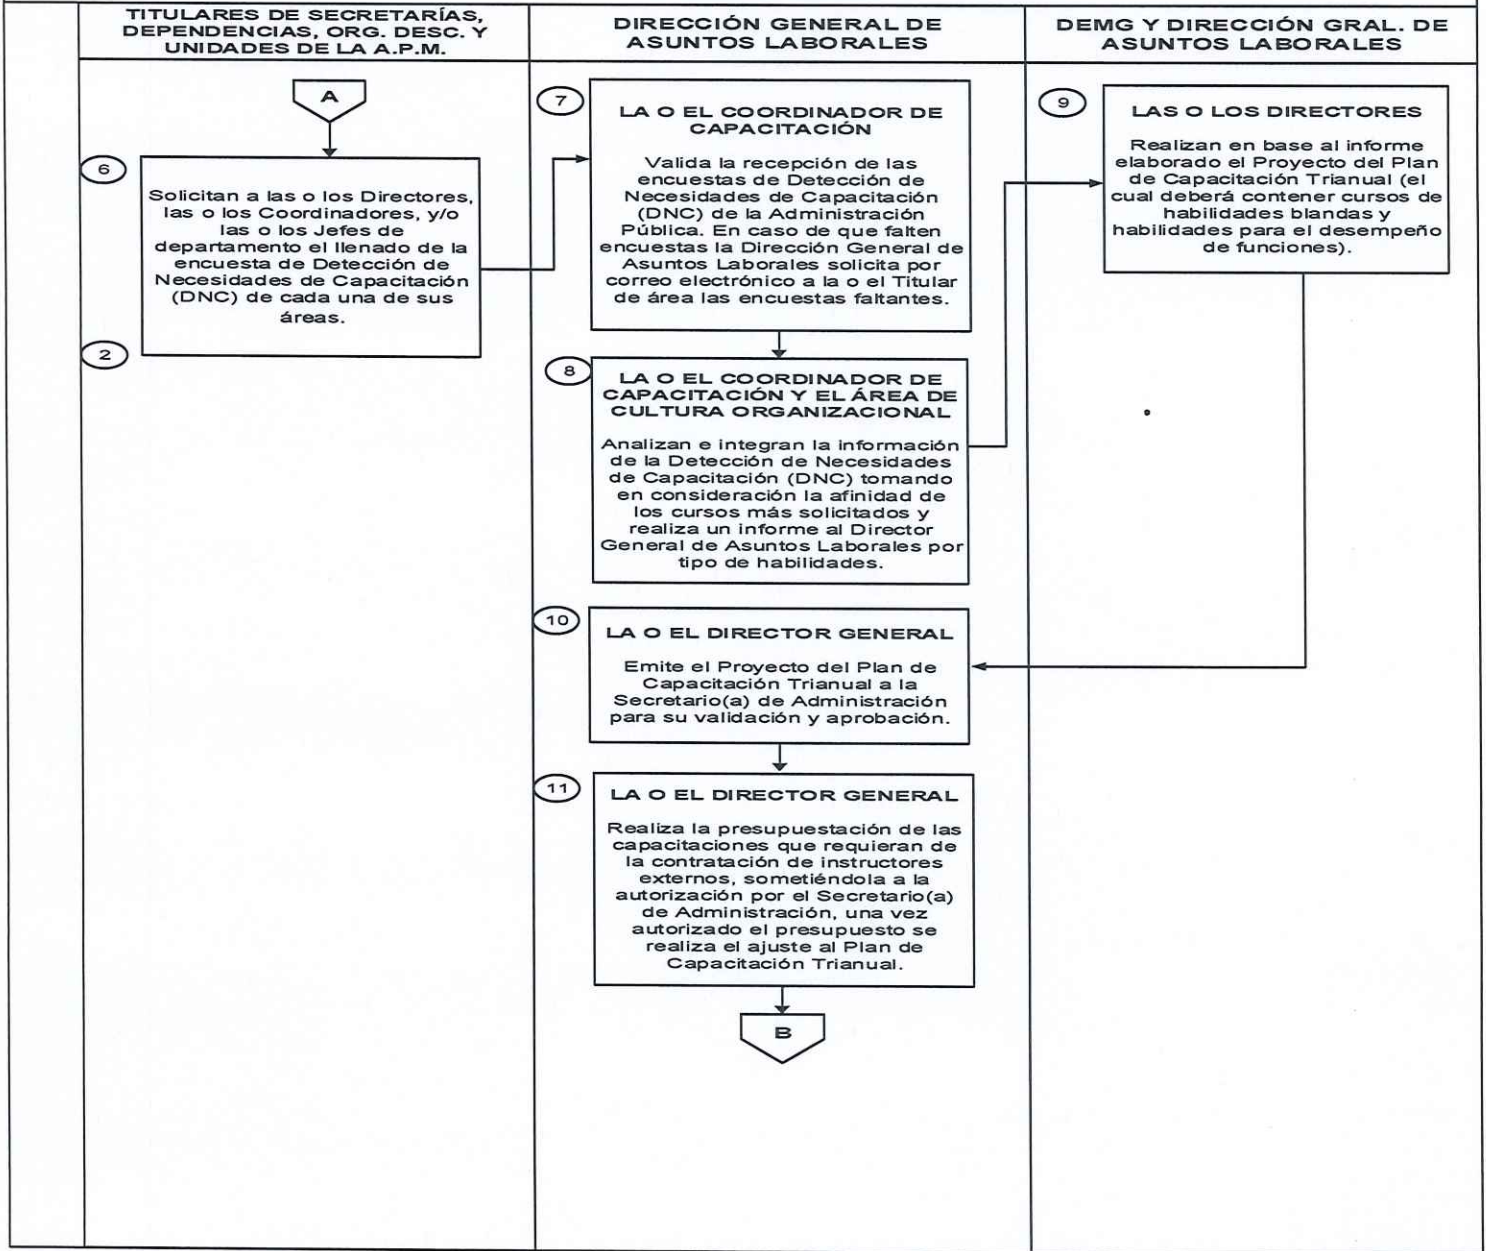 TITULARES DE SECRETARÍAS,
DEPENDENCIAS, ORG. DESC. Y
UNIDADES DE LA A.P.M.
DIRECCIÓN GENERAL DE
ASUNTOS LABORALES
DEMG Y DIRECCIÓN GRAL. DE
ASUNTOS LABORALES
A
6
Solicitan a las o los Directores,
las o los Coordinadores, y/o
las o los Jefes de
departamento el llenado de la
encuesta de Detección de
Necesidades de Capacitación
(DNC) de cada una de sus
áreas.
2
7
LA O EL COORDINADOR DE
CAPACITACIÓN
Valida la recepción de las
encuestas de Detección de
Necesidades de Capacitación
(DNC) de la Administración
Pública. En caso de que falten
encuestas la Dirección General de
Asuntos Laborales solicita por
correo electrónico a la o el Titular
de área las encuestas faltantes.
8
LA O EL COORDINADOR DE
CAPACITACIÓN Y EL ÁREA DE
CULTURA ORGANIZACIONAL
Analizan e integran la información
de la Detección de Necesidades
de Capacitación (DNC) tomando
en consideración la afinidad de
los cursos más solicitados y
realiza un informe al Director
General de Asuntos Laborales por
tipo de habilidades.
9
LAS O LOS DIRECTORES
Realizan en base al informe
elaborado el Proyecto del Plan
de Capacitación Trianual (el
cual deberá contener cursos de
habilidades blandas y
habilidades para el desempeño
de funciones).
10
LA O EL DIRECTOR GENERAL
Emite el Proyecto del Plan de
Capacitación Trianual a la
Secretario(a) de Administración
para su validación y aprobación.
11
LA O EL DIRECTOR GENERAL
Realiza la presupuestación de las
capacitaciones que requieran de
la contratación de instructores
externos, sometiéndola a la
autorización por el Secretario(a)
de Administración, una vez
autorizado el presupuesto se
realiza el ajuste al Plan de
Capacitación Trianual.
B